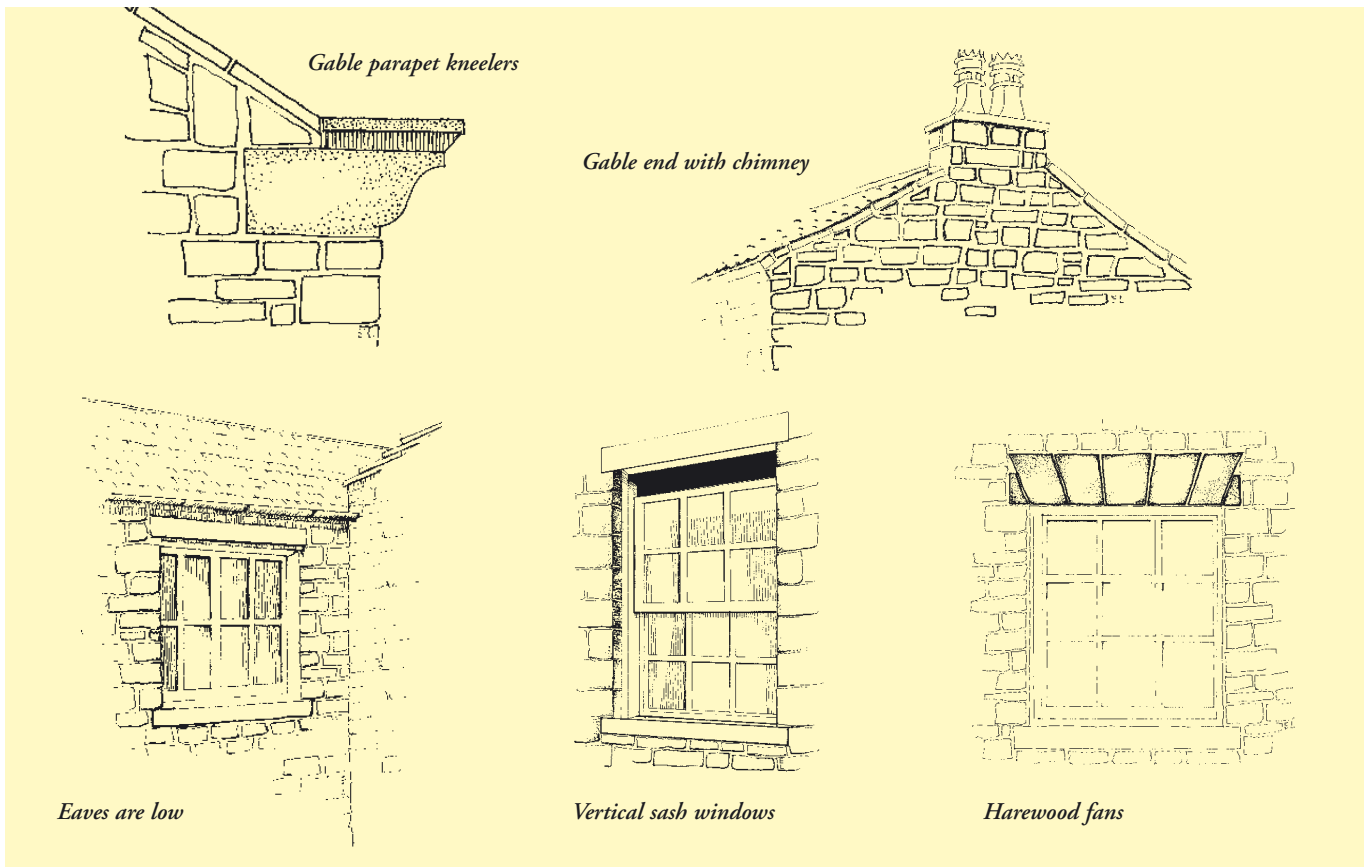 Gable parapet kneelers
Gable end with chimney
Eaves are low
Vertical sash windows
Harewood fans